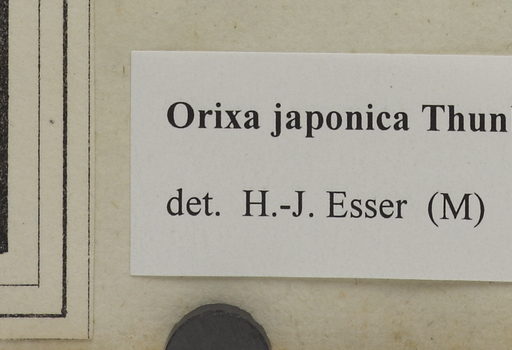 Orixa japonica Thun
det. H.-J. Esser (M)